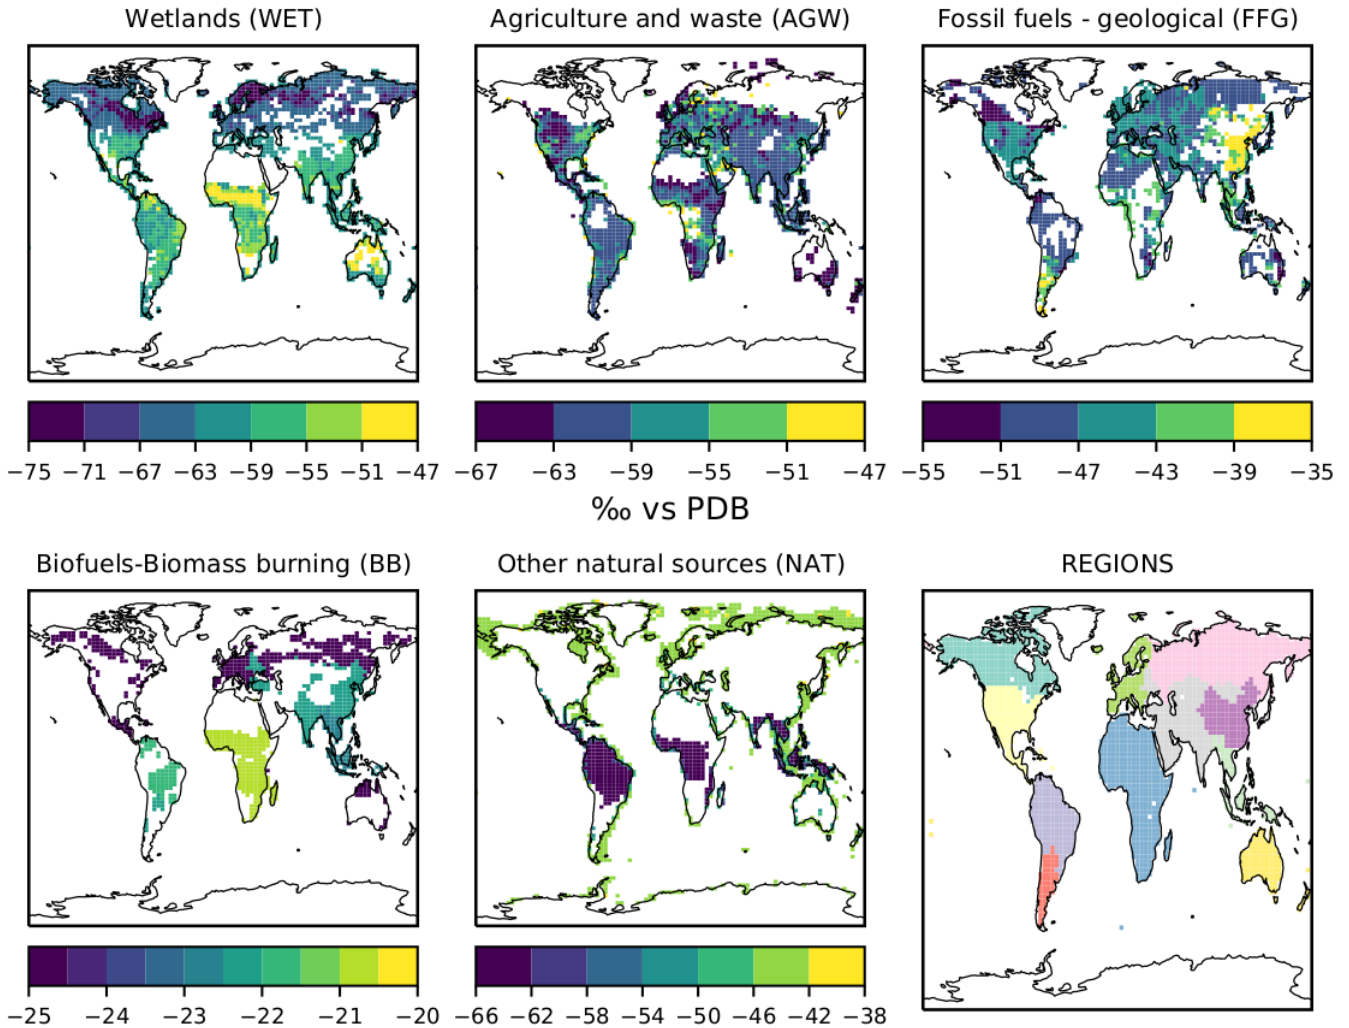 Wetlands (WET)
Agriculture and waste (AGW)
Fossil fuels - geological (FFG)
−75 −71 −67 −63 −59 −55 −51 −47
−67 −63 −59 −55 −51 −47
−55 −51 −47 −43 −39 −35
‰ vs PDB
Biofuels-Biomass burning (BB)
Other natural sources (NAT)
REGIONS
−25 −24 −23 −22 −21 −20
−66 −62 −58 −54 −50 −46 −42 −38